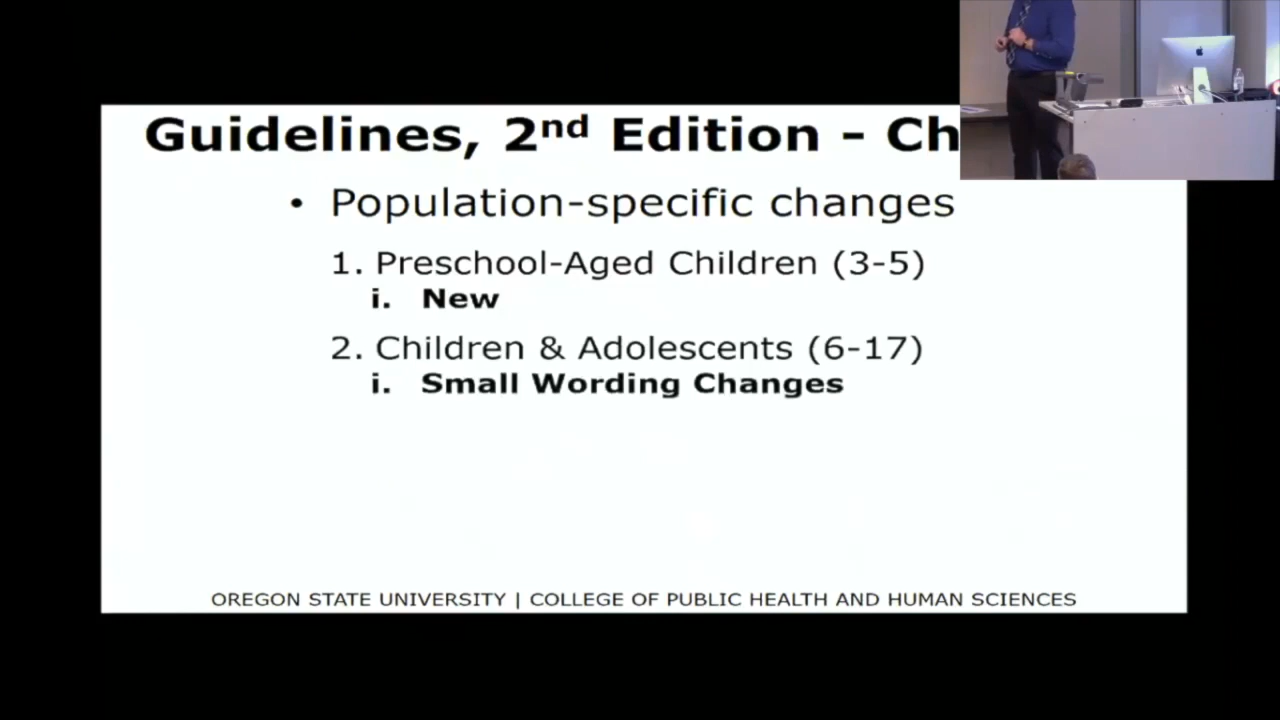 Guidelines, 2nd Edition - Ch
• Population-specific changes
1. Preschool-Aged Children (3-5)
i. New
2. Children & Adolescents (6-17)
i. Small Wording Changes
OREGON STATE UNIVERSITY | COLLEGE OF PUBLIC HEALTH AND HUMAN SCIENCES